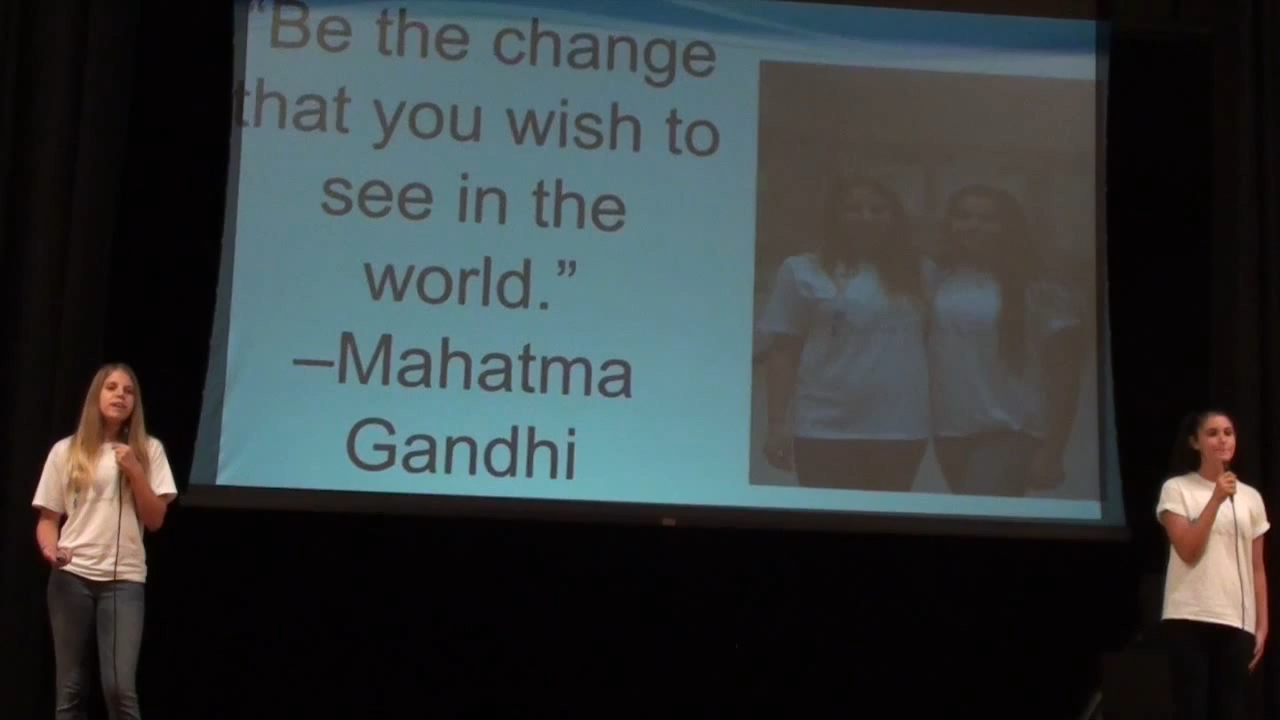 “Be the change
that you wish to
see in the
world.”
–Mahatma
Gandhi